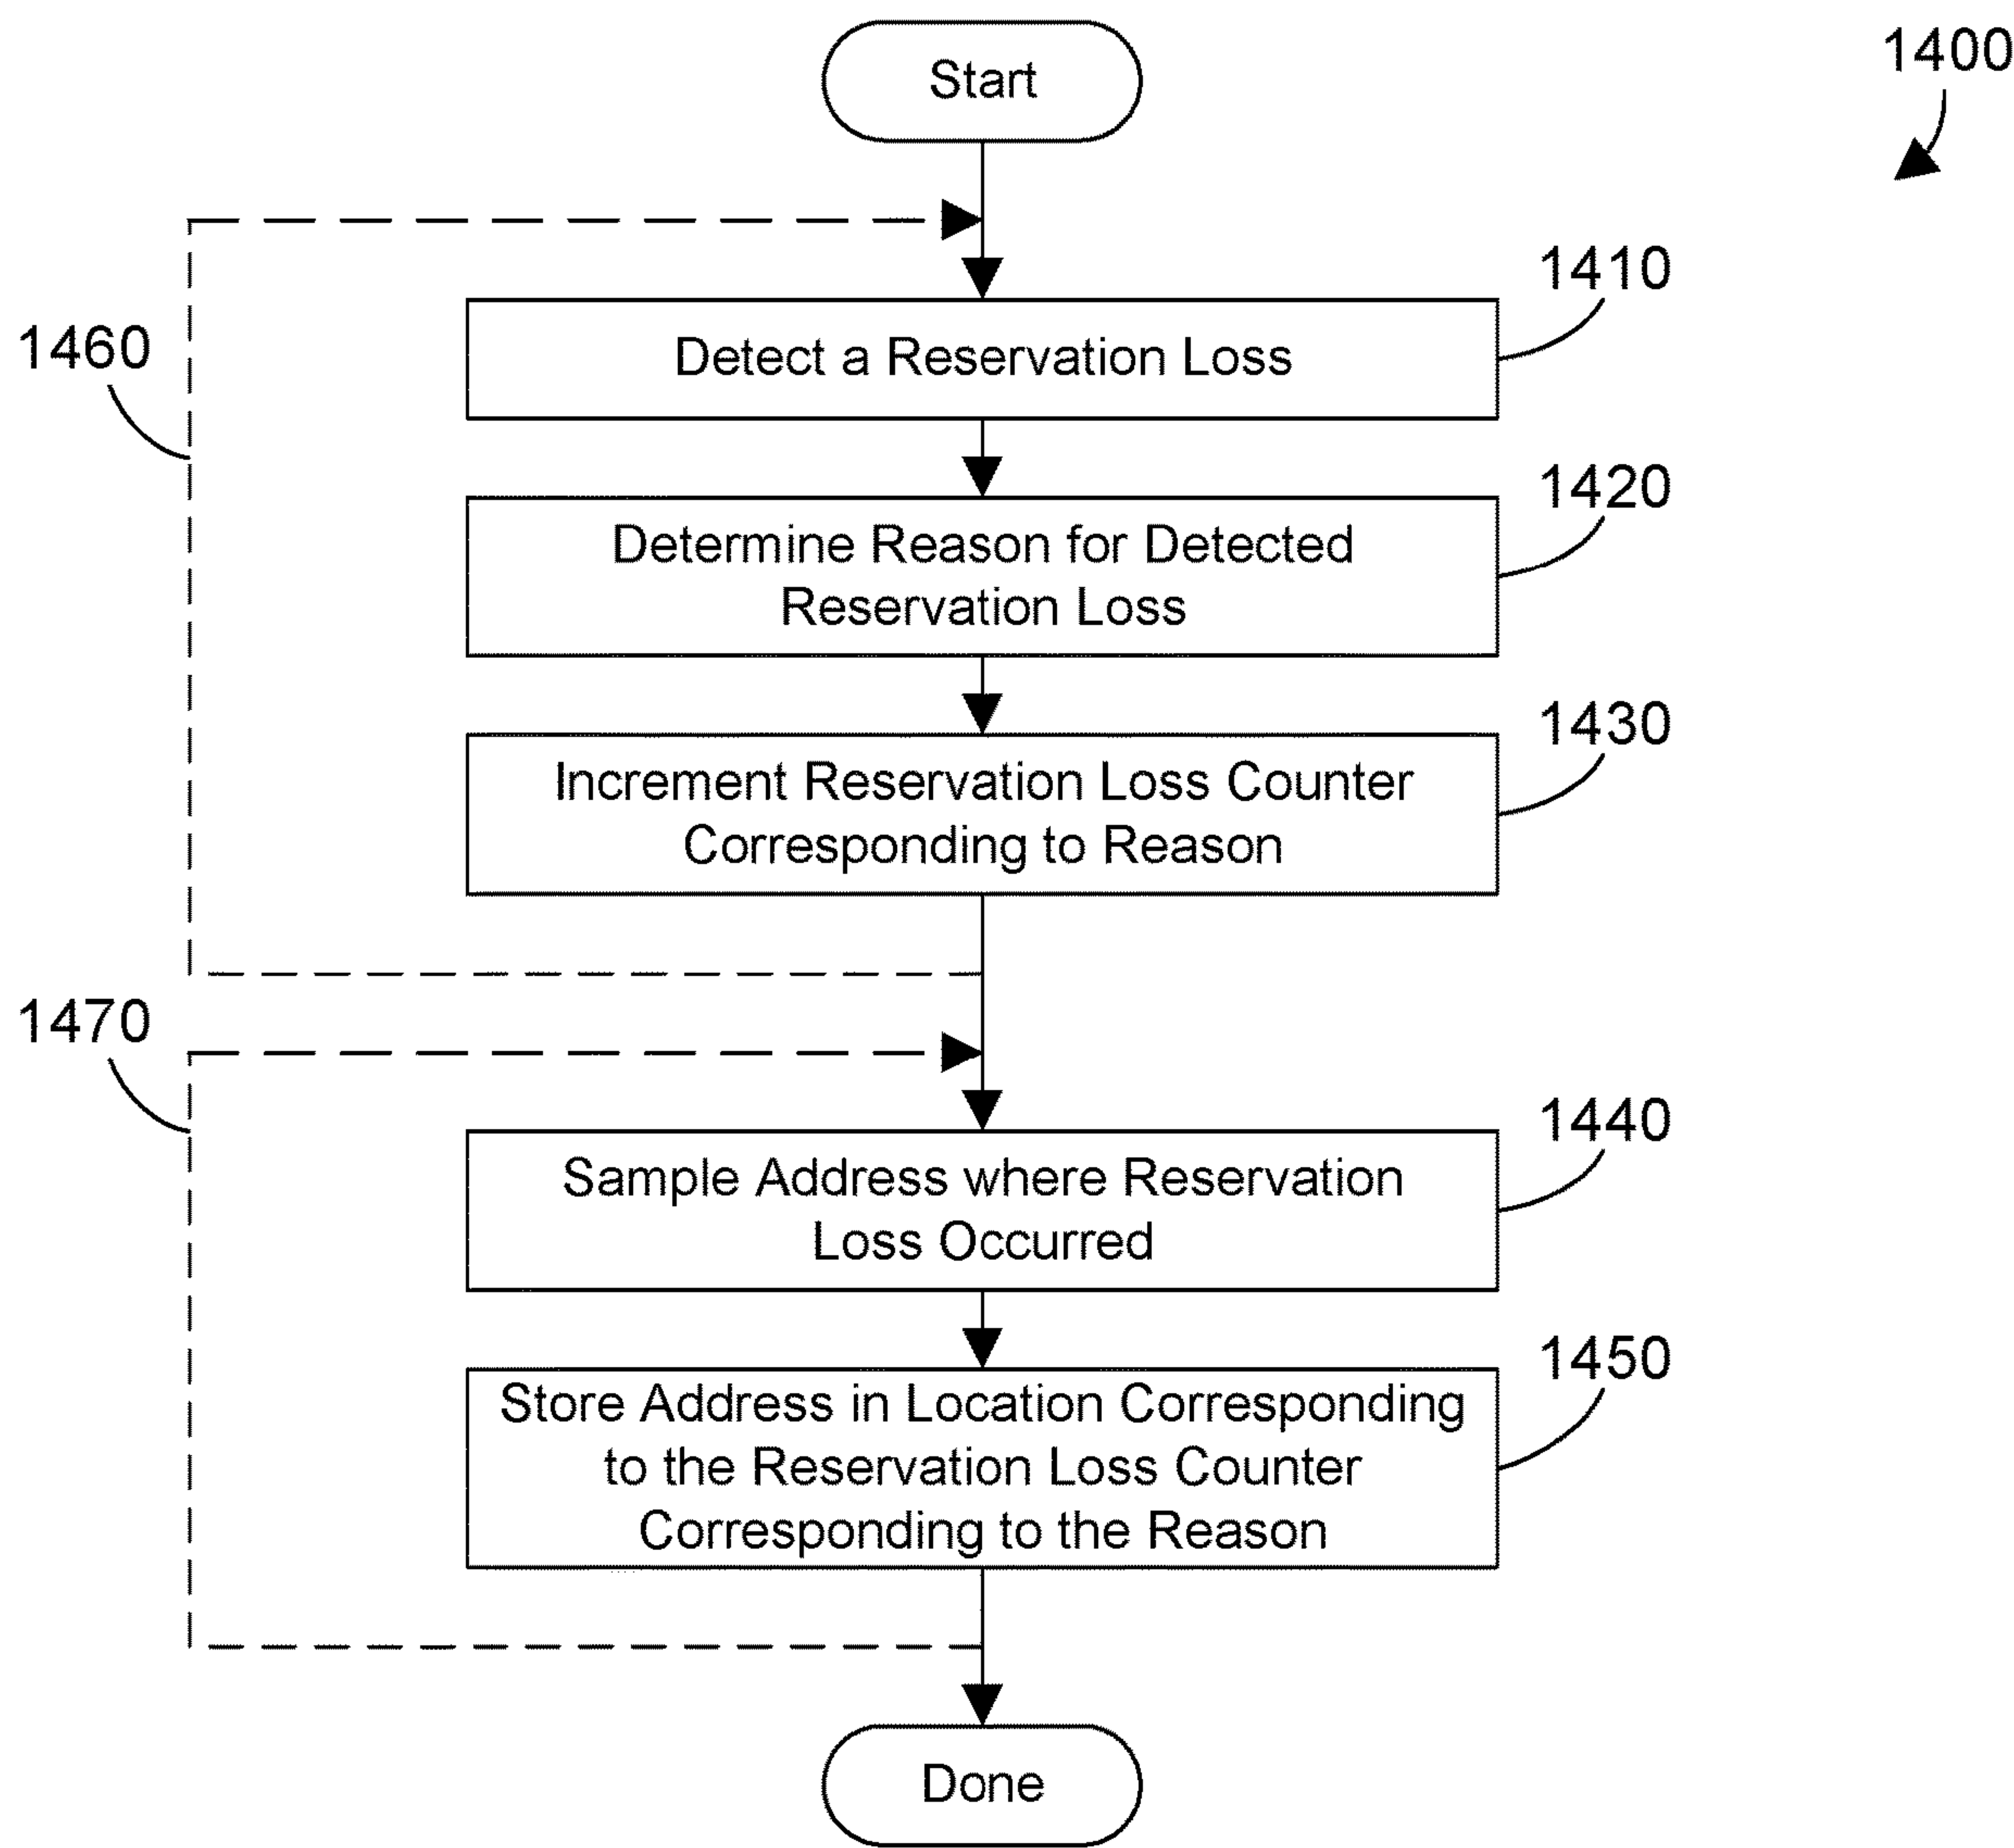 Start
1400
1410
Detect a Reservation Loss
1460
1420
Determine Reason for Detected
Reservation Loss
1430
Increment Reservation Loss Counter
Corresponding to Reason
1470
1440
Sample Address where Reservation
Loss Occurred
1450
Store Address in Location Corresponding
to the Reservation Loss Counter
Corresponding to the Reason
Done